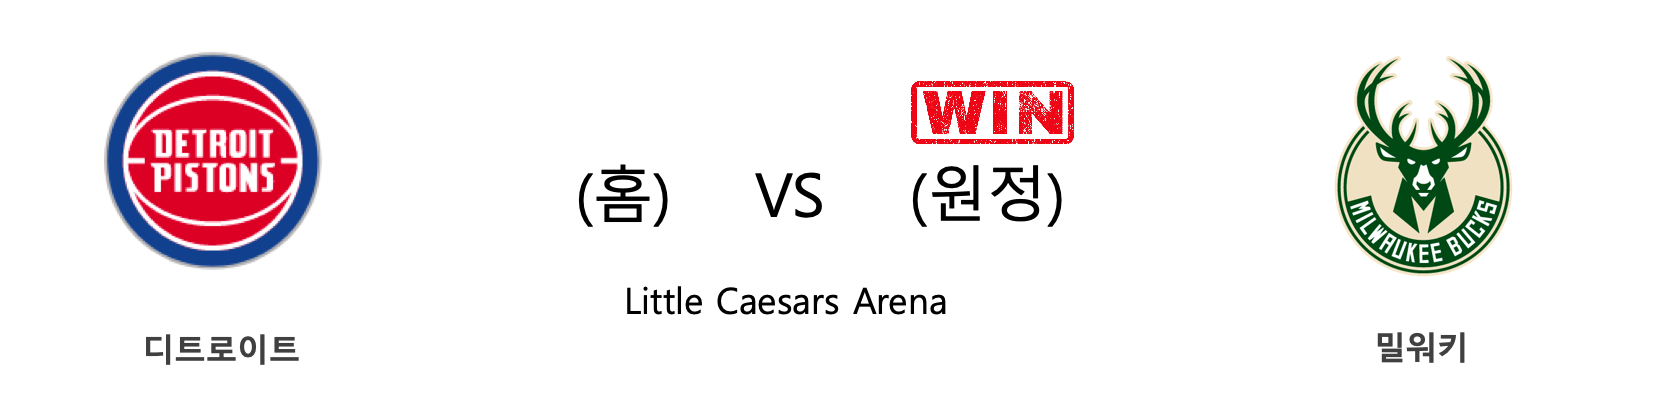 DETROIT
PISTONS
WIN
(홈) VS (원정)
MILWAUKEE BUCKS
Little Caesars Arena
디트로이트
밀워키